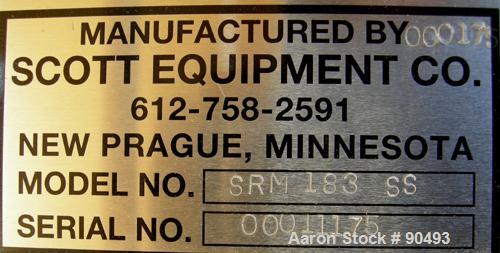 MANUFACTURED BY 000175
SCOTT EQUIPMENT CO.
612-758-2591
NEW PRAGUE, MINNESOTA
MODEL NO. SRM 183 SS
SERIAL NO. 00011175
Aaron Stock # 90493